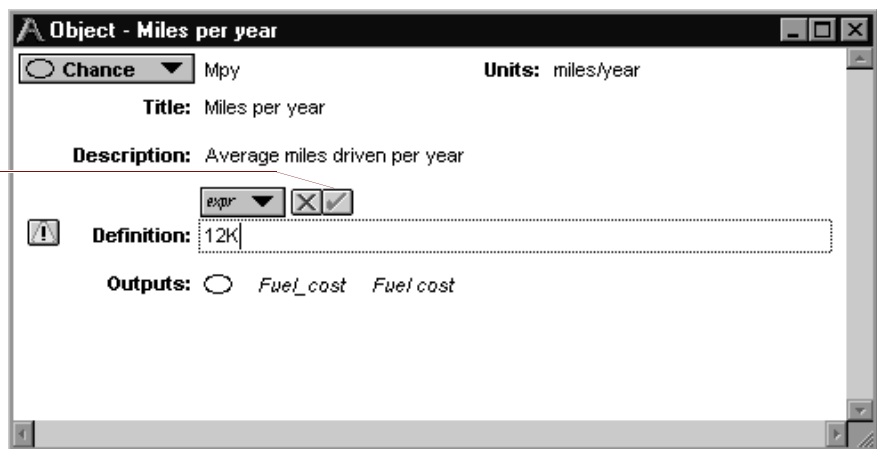 Object - Miles per year
Chance Mpy Units: miles/year
Title: Miles per year
Description: Average miles driven per year
expr
Definition: 12K
Outputs: Fuel_cost Fuel cost